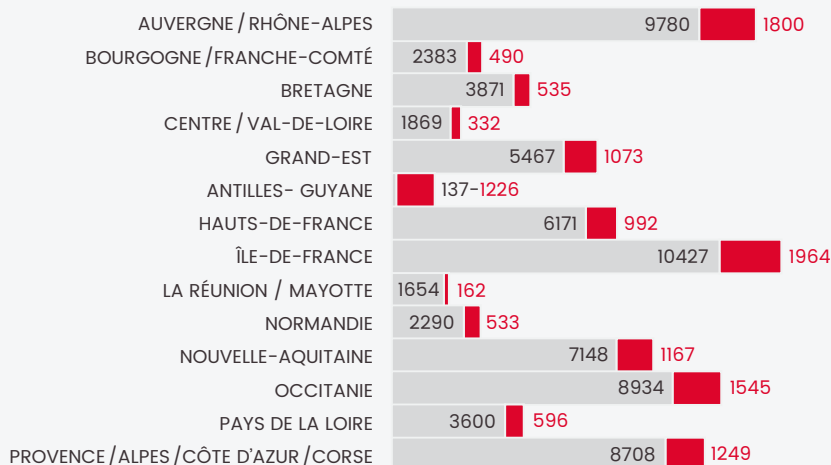 AUVERGNE / RHÔNE-ALPES 9780 1800
BOURGOGNE / FRANCHE-COMTÉ 2383 490
BRETAGNE 3871 535
CENTRE / VAL-DE-LOIRE 1869 332
GRAND-EST 5467 1073
ANTILLES- GUYANE 137-1226
HAUTS-DE-FRANCE 6171 992
ÎLE-DE-FRANCE 10427 1964
LA RÉUNION / MAYOTTE 1654 162
NORMANDIE 2290 533
NOUVELLE-AQUITAINE 7148 1167
OCCITANIE 8934 1545
PAYS DE LA LOIRE 3600 596
PROVENCE / ALPES / CÔTE D'AZUR / CORSE 8708 1249